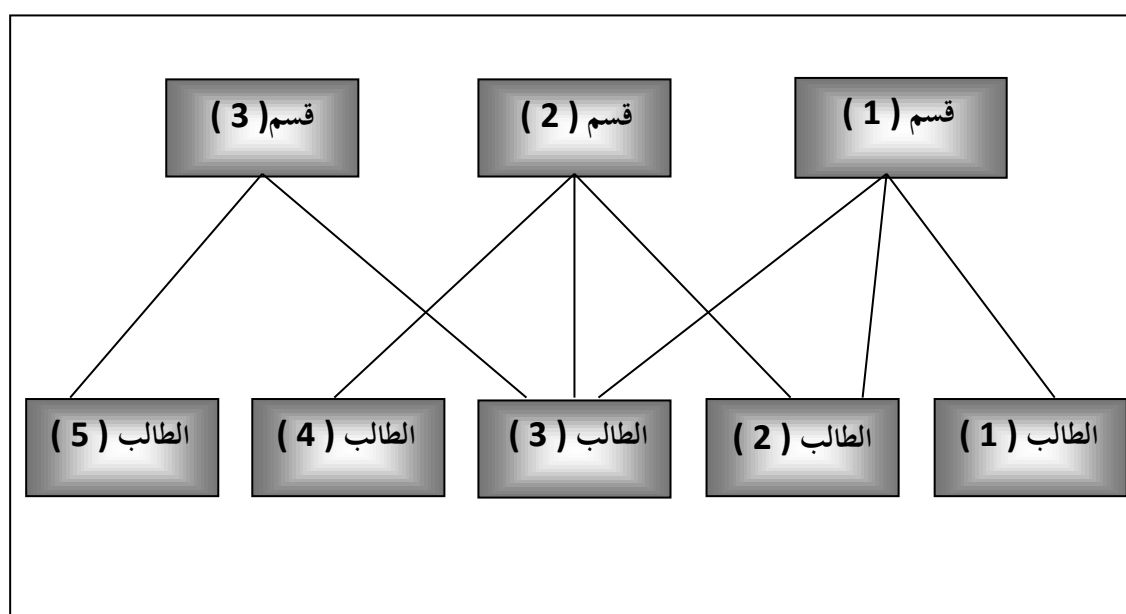 قسم ( 1 )
قسم ( 2 )
قسم( 3 )
الطالب ( 1 )
الطالب ( 2 )
الطالب ( 3 )
الطالب ( 4 )
الطالب ( 5 )